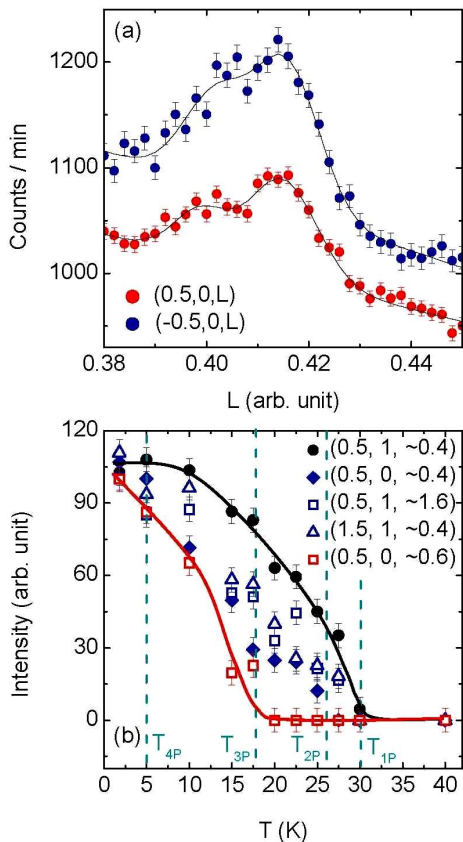 (a)
1200
1100
1000
Counts / min
(0.5,0,L)
(-0.5,0,L)
0.38 0.40 0.42 0.44
L (arb. unit)
120
90
60
30
0
Intensity (arb. unit)
(0.5, 1, ~0.4)
(0.5, 0, ~0.4)
(0.5, 1, ~1.6)
(1.5, 1, ~0.4)
(0.5, 0, ~0.6)
(b)
T4P T3P T2P T1P
0 5 10 15 20 25 30 35 40
T (K)